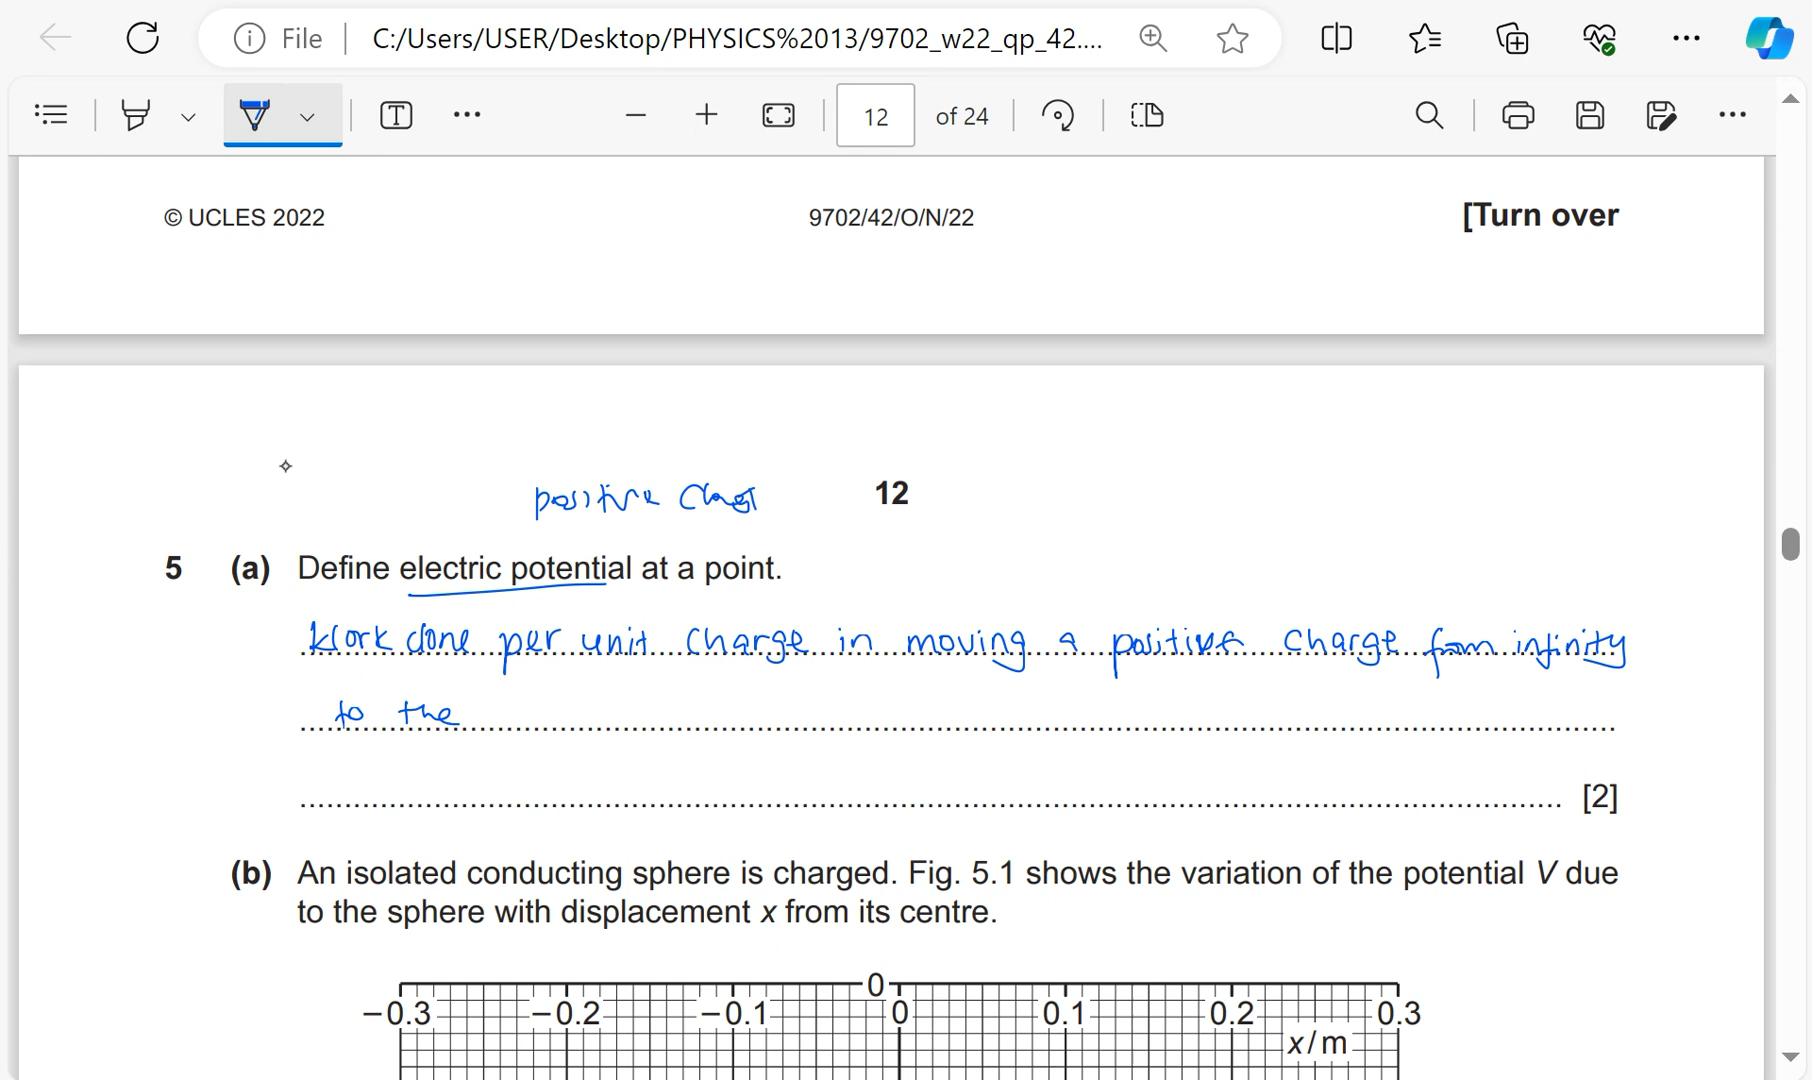 File
C:/Users/USER/Desktop/PHYSICS%2013/9702_w22_qp_42....
12 of 24
© UCLES 2022 9702/42/O/N/22 [Turn over
positive
12
5 (a) Define electric potential at a point.
Work done per unit charge in moving a positive charge from infinity
to the
[2]
(b) An isolated conducting sphere is charged. Fig. 5.1 shows the variation of the potential V due
to the sphere with displacement x from its centre.
0
−0.3 −0.2 −0.1 0 0.1 0.2 0.3
x/m